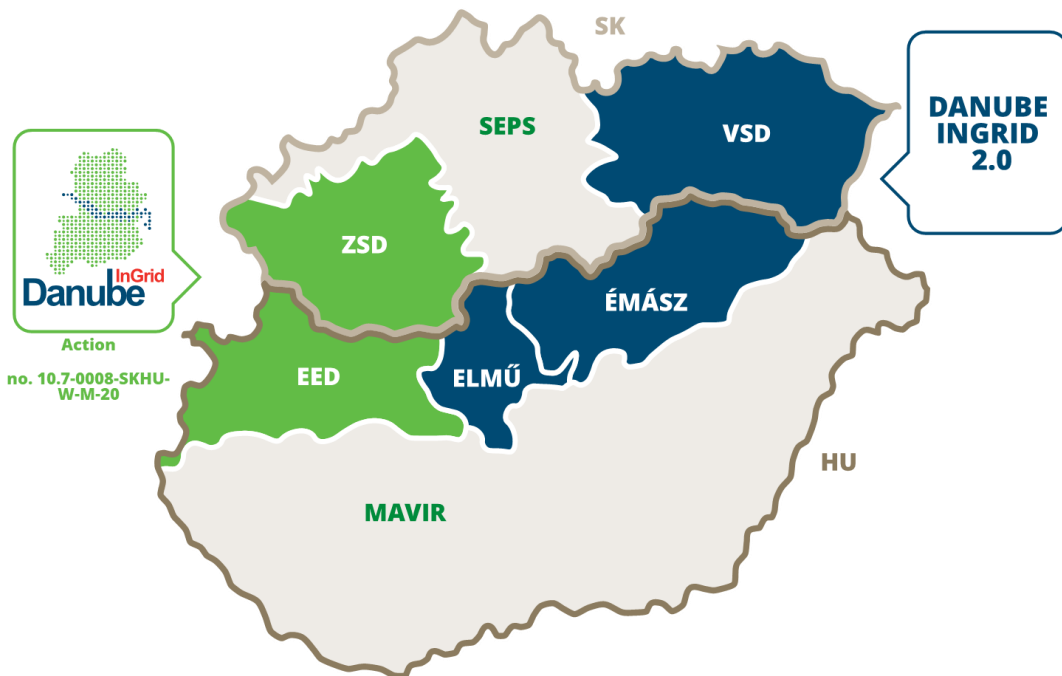 SK
SEPS
VSD
DANUBE
INGRID
2.0
ZSD
InGrid
Danube
ÉMÁSZ
Action
no. 10.7-0008-SKHU-
W-M-20
EED
ELMŰ
HU
MAVIR